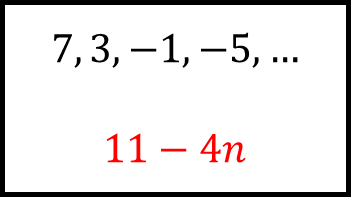 7, 3, −1, −5, ...
11 − 4n